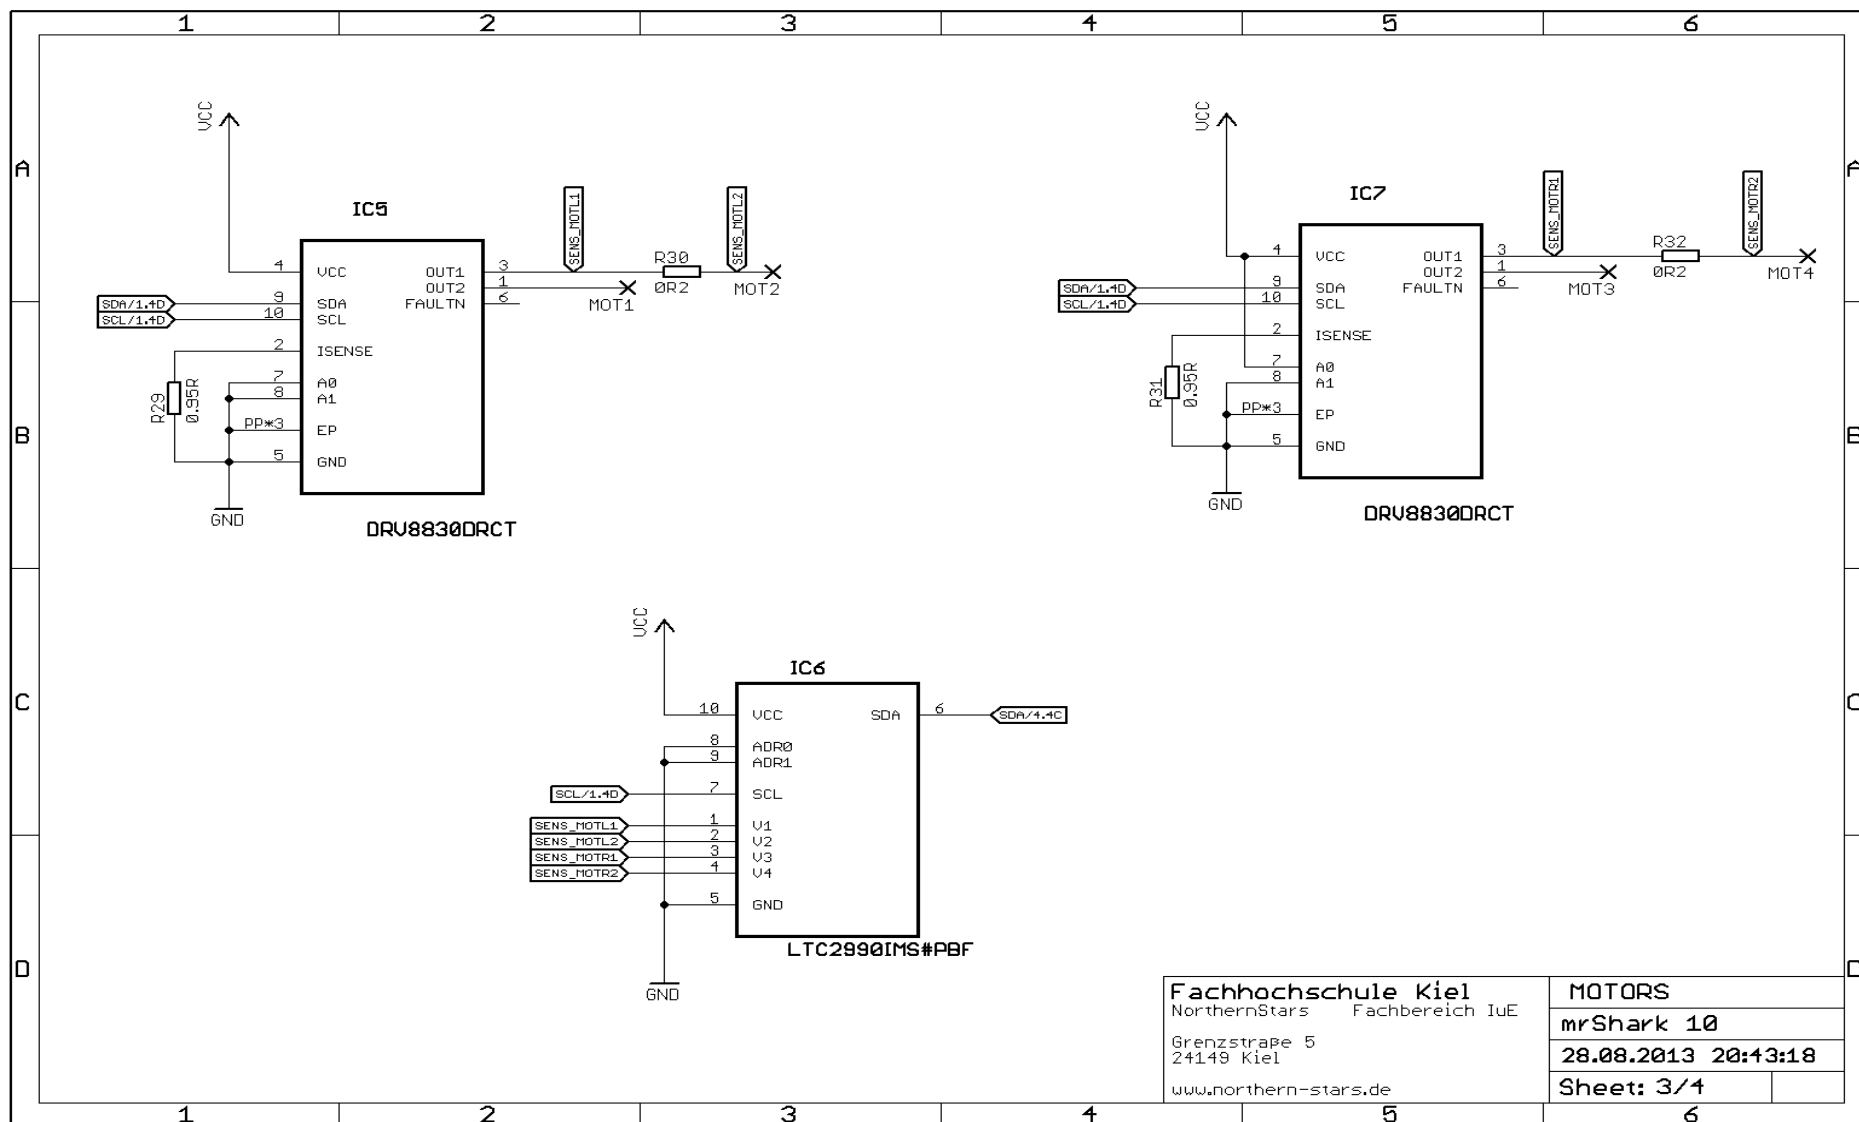 1 2 3 4 5 6
A
B
C
D
A
B
C
D
VCC
IC5
SENS_MOTL1
SENS_MOTL2
4 VCC OUT1 3
R30
0R2
OUT2 1
MOT1
MOT2
SDA/1.4D 9 SDA FAULTN 6
SCL/1.4D 10 SCL
2 ISENSE
R29
0.95R
7 A0
8 A1
PP*3 EP
5 GND
GND
DRV8830DRCT
VCC
IC7
SENS_MOTR1
SENS_MOTR2
4 VCC OUT1 3
R32
0R2
OUT2 1
MOT3
MOT4
SDA/1.4D 9 SDA FAULTN 6
SCL/1.4D 10 SCL
2 ISENSE
R31
0.95R
7 A0
8 A1
PP*3 EP
5 GND
GND
DRV8830DRCT
VCC
IC6
10 VCC SDA 6 SDA/4.4C
8 ADR0
9 ADR1
SCL/1.4D 7 SCL
SENS_MOTL1 1 V1
SENS_MOTL2 2 V2
SENS_MOTR1 3 V3
SENS_MOTR2 4 V4
5 GND
GND
LTC2990IMS#PBF
Fachhochschule Kiel
NorthernStars Fachbereich IuE
Grenzstraße 5
24149 Kiel
www.northern-stars.de
MOTORS
mrShark 10
28.08.2013 20:43:18
Sheet: 3/4
1 2 3 4 5 6